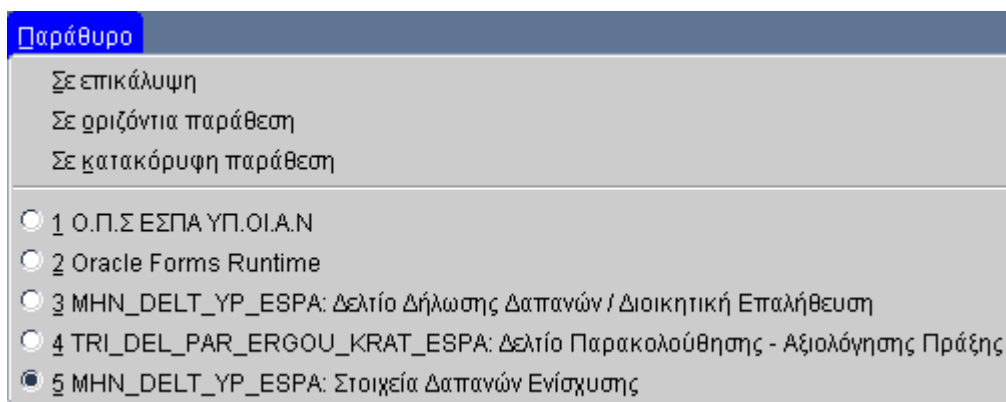 Παράθυρο
Σε επικάλυψη
Σε οριζόντια παράθεση
Σε κατακόρυφη παράθεση
1 Ο.Π.Σ ΕΣΠΑ ΥΠ.ΟΙ.Α.Ν
2 Oracle Forms Runtime
3 MHN_DELT_YP_ESPA: Δελτίο Δήλωσης Δαπανών / Διοικητική Επαλήθευση
4 TRI_DEL_PAR_ERGOU_KRAT_ESPA: Δελτίο Παρακολούθησης - Αξιολόγησης Πράξης
5 MHN_DELT_YP_ESPA: Στοιχεία Δαπανών Ενίσχυσης